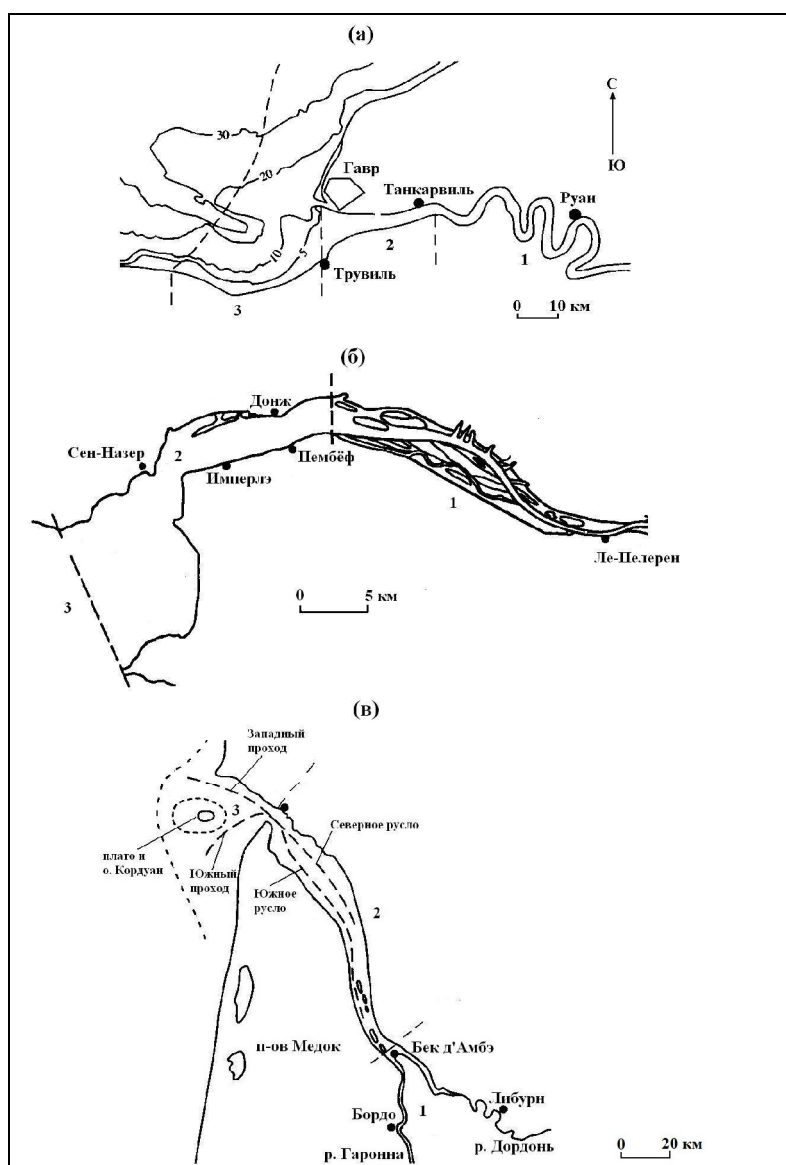 (а)
С
Ю
30
20
10
5
Гавр
Танкарвиль
Руан
2
1
Трувиль
3
0 10 км
(б)
Донж
Сен-Назер
2
Пембёф
Пмперлэ
1
Ле-Пелерен
0 5 км
3
(в)
Западный
проход
3
Северное русло
плато и
о. Кордуан
Южный
проход
Южное
русло
2
п-ов Медок
Бек д'Амбэ
Либурн
Бордо
1
р. Дордонь
р. Гаронна
0 20 км